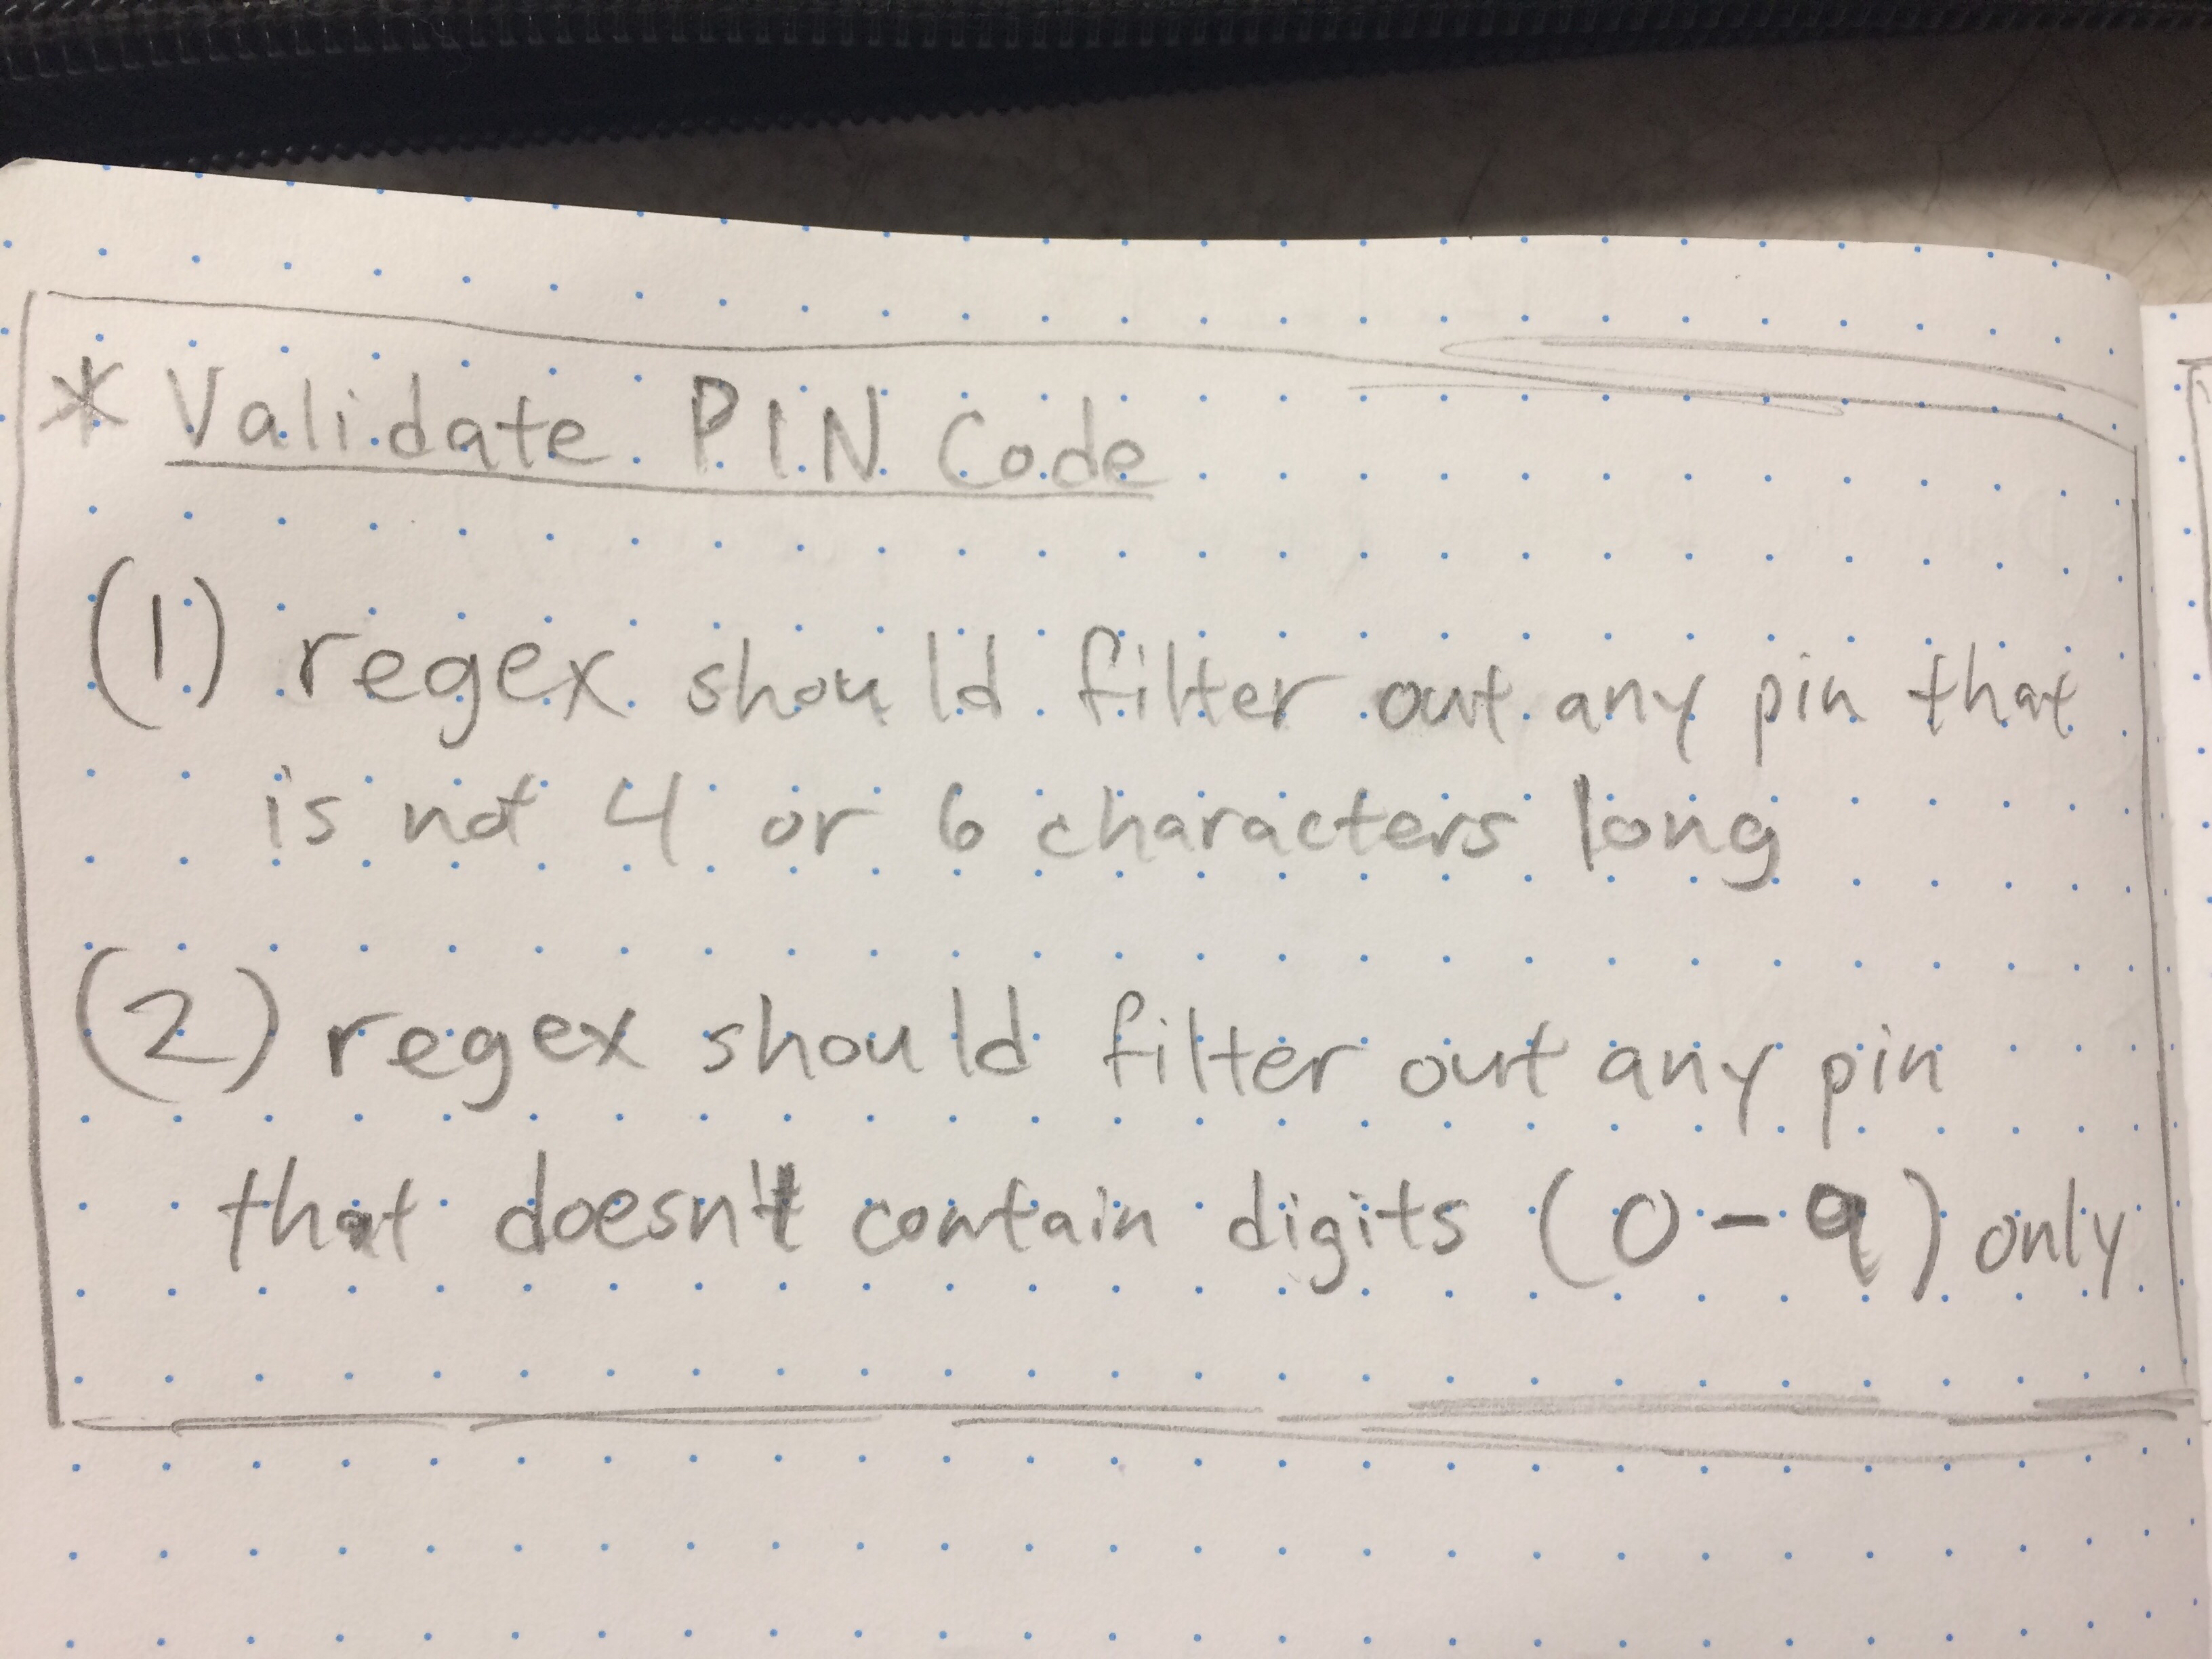 * Validate PIN Code
(1) regex should filter out any pin that
is not 4 or 6 characters long
(2) regex should filter out any pin
that doesn't contain digits (0-9) only